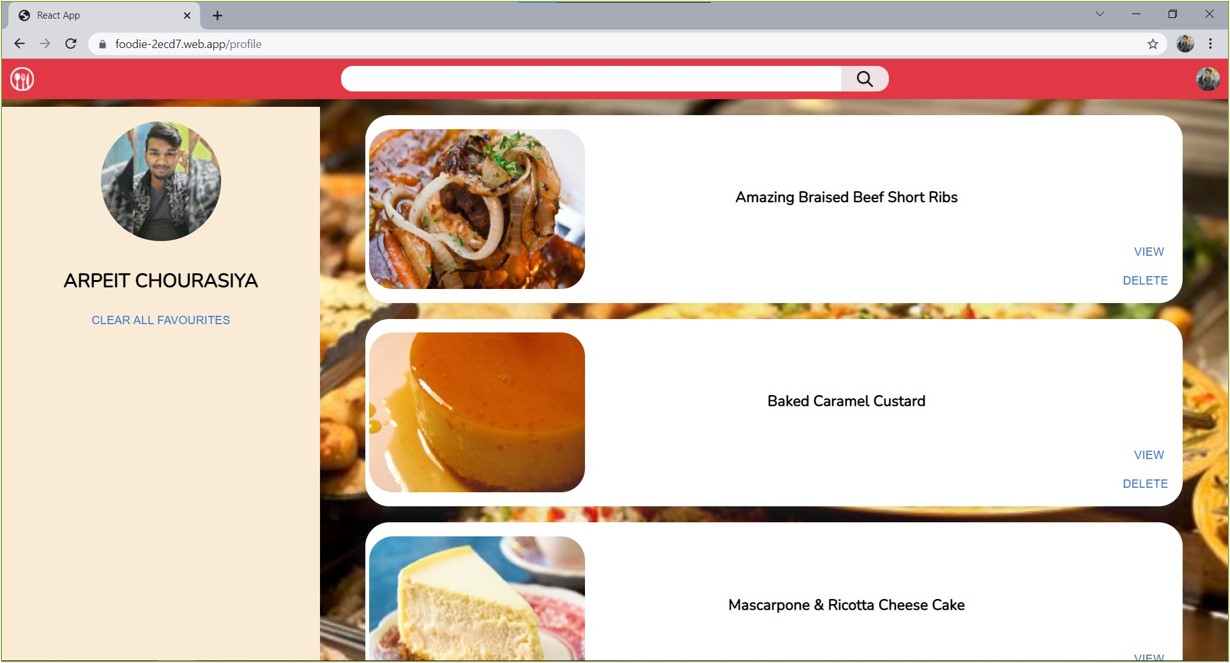 React App
foodie-2ecd7.web.app/profile
ARPEIT CHOURASIYA
CLEAR ALL FAVOURITES
Amazing Braised Beef Short Ribs
VIEW
DELETE
Baked Caramel Custard
VIEW
DELETE
Mascarpone & Ricotta Cheese Cake
VIEW